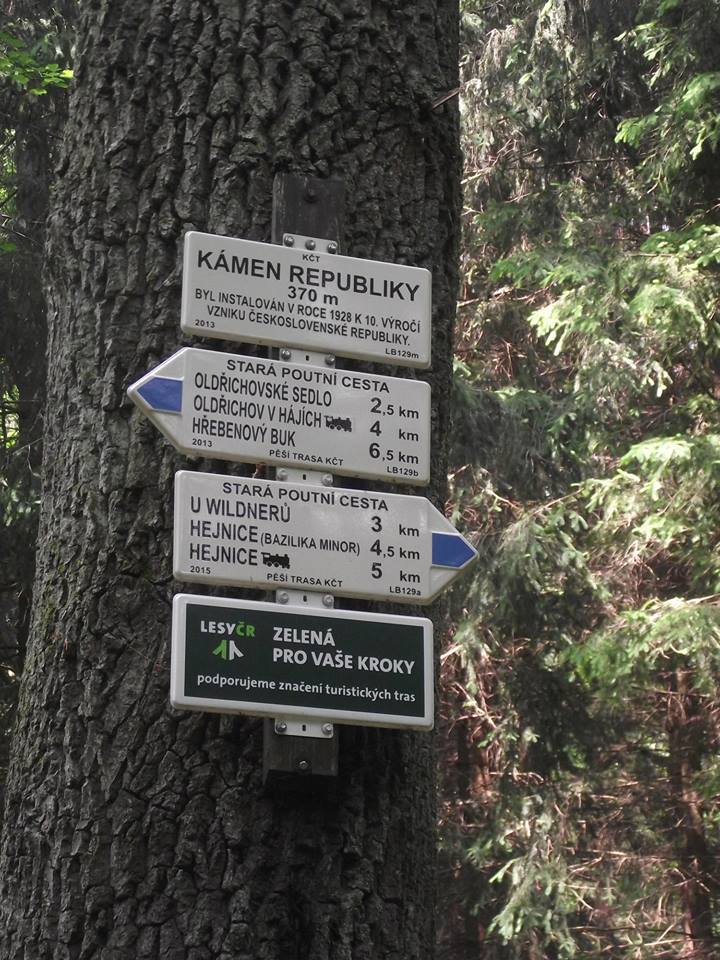 KČT
KÁMEN REPUBLIKY
370 m
BYL INSTALOVÁN V ROCE 1928 K 10. VÝROČÍ
VZNIKU ČESKOSLOVENSKÉ REPUBLIKY.
2013 LB129m
STARÁ POUTNÍ CESTA
OLDŘICHOVSKÉ SEDLO 2,5 km
OLDŘICHOV V HÁJÍCH 4 km
HŘEBENOVÝ BUK 6,5 km
2013 PĚŠÍ TRASA KČT LB129b
STARÁ POUTNÍ CESTA
U WILDNERŮ 3 km
HEJNICE (BAZILIKA MINOR) 4,5 km
HEJNICE 5 km
2015 PĚŠÍ TRASA KČT LB129a
LESYČR ZELENÁ
PRO VAŠE KROKY
podporujeme značení turistických tras